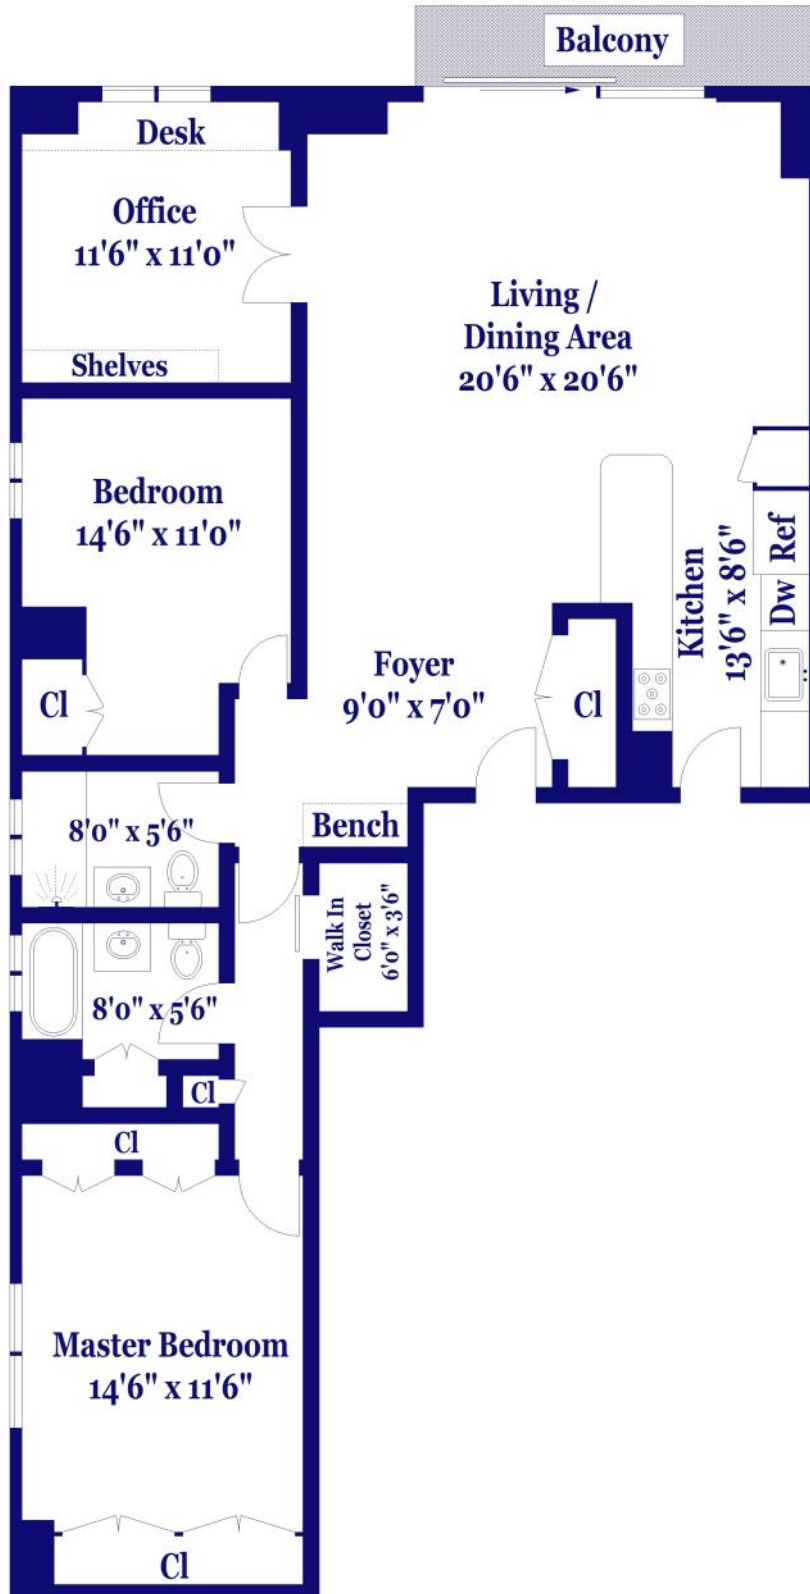 Balcony
Desk
Office
11'6" x 11'0"
Shelves
Living /
Dining Area
20'6" x 20'6"
Bedroom
14'6" x 11'0"
Cl
Foyer
9'0" x 7'0"
Cl
Kitchen
13'6" x 8'6"
Ref
Dw
8'0" x 5'6"
Bench
Walk In
Closet
6'0" x 3'6"
8'0" x 5'6"
Cl
Cl
Master Bedroom
14'6" x 11'6"
Cl